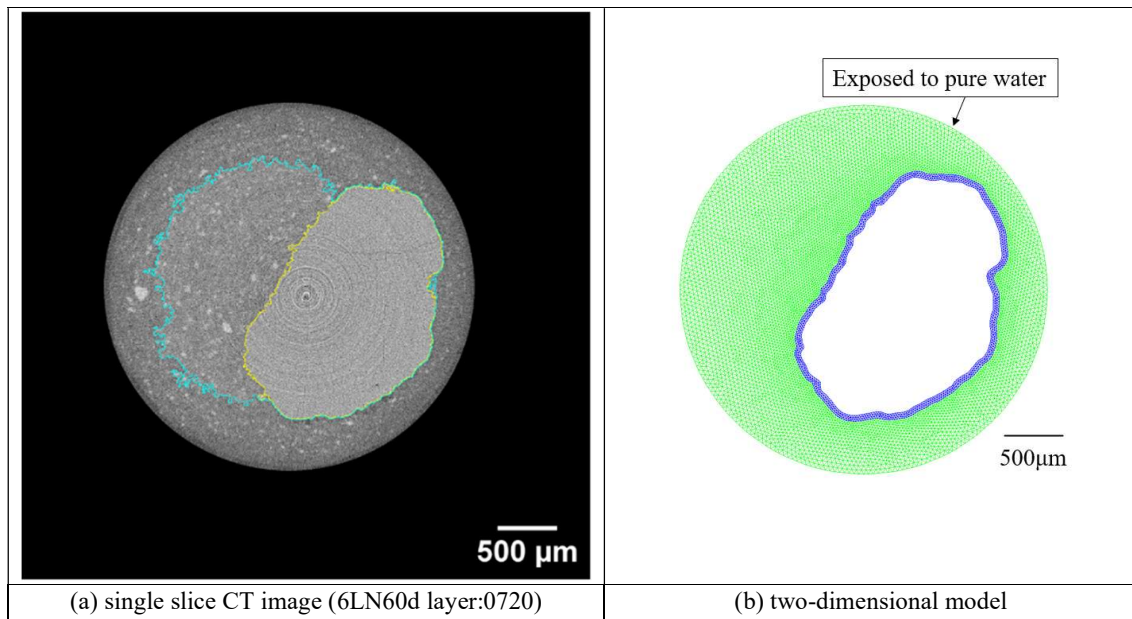 Exposed to pure water
500 μm
500μm
(a) single slice CT image (6LN60d layer:0720)
(b) two-dimensional model